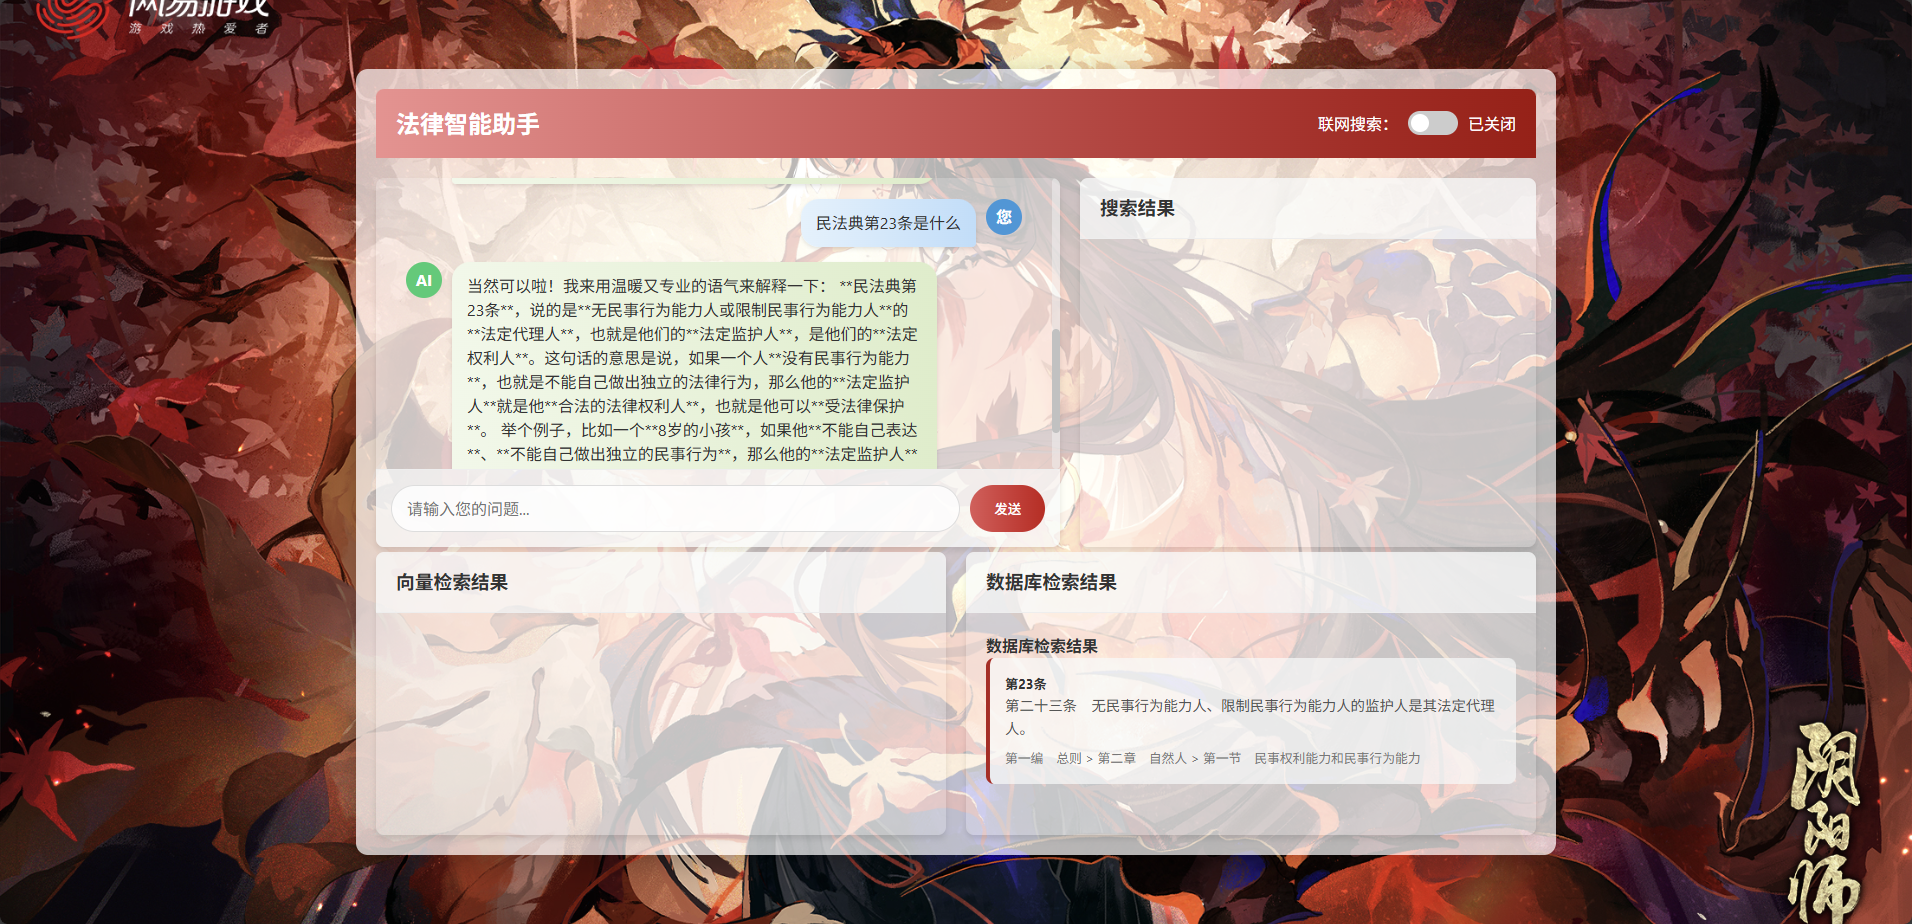 网易游戏
游戏热爱者
法律智能助手
联网搜索：
已关闭
民法典第23条是什么
您
AI
当然可以啦！我来用温暖又专业的语气来解释一下： **民法典第
23条**，说的是**无民事行为能力人或限制民事行为能力人**的
**法定代理人**，也就是他们的**法定监护人**，是他们的**法定
权利人**。这句话的意思是说，如果一个人**没有民事行为能力
**，也就是不能自己做出独立的法律行为，那么他的**法定监护
人**就是他**合法的法律权利人**，也就是他可以**受法律保护
**。 举个例子，比如一个**8岁的小孩**，如果他**不能自己表达
**、**不能自己做出独立的民事行为**，那么他的**法定监护人**
请输入您的问题...
发送
搜索结果
向量检索结果
数据库检索结果
数据库检索结果
第23条
第二十三条　无民事行为能力人、限制民事行为能力人的监护人是其法定代理
人。
第一编　总则 > 第二章　自然人 > 第一节　民事权利能力和民事行为能力
阴阳师